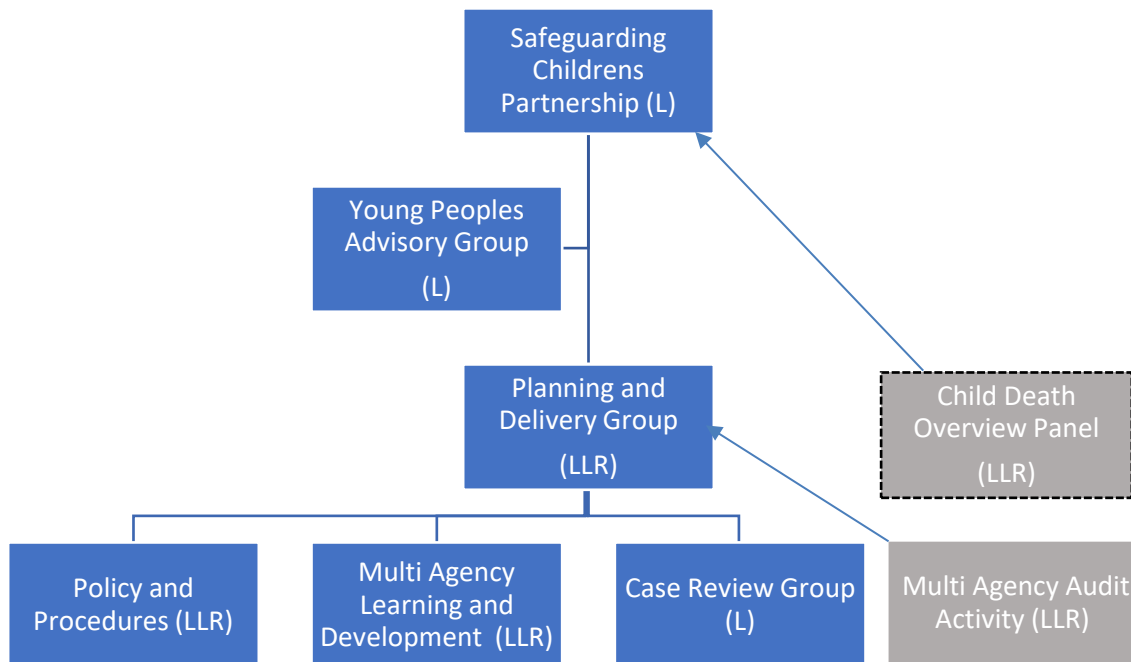 Safeguarding
Childrens
Partnership (L)
Young Peoples
Advisory Group
(L)
Planning and
Delivery Group
(LLR)
Child Death
Overview Panel
(LLR)
Policy and
Procedures (LLR)
Multi Agency
Learning and
Development (LLR)
Case Review Group
(L)
Multi Agency Audit
Activity (LLR)